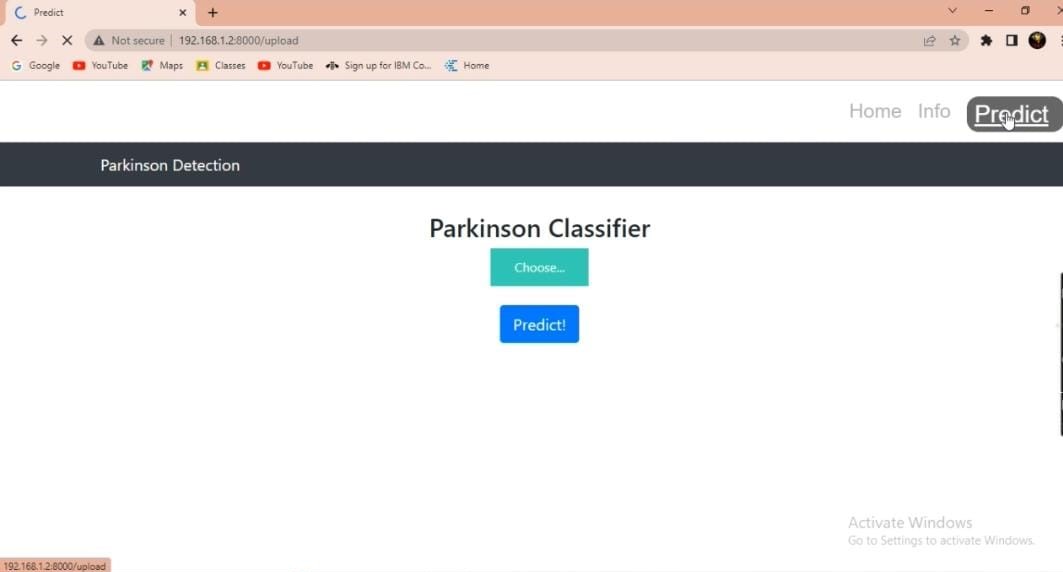 Predict
Not secure 192.168.1.2:8000/upload
Google YouTube Maps Classes YouTube Sign up for IBM Co... Home
Home Info Predict
Parkinson Detection
Parkinson Classifier
Choose...
Predict!
Activate Windows
Go to Settings to activate Windows.
192.168.1.2:8000/upload